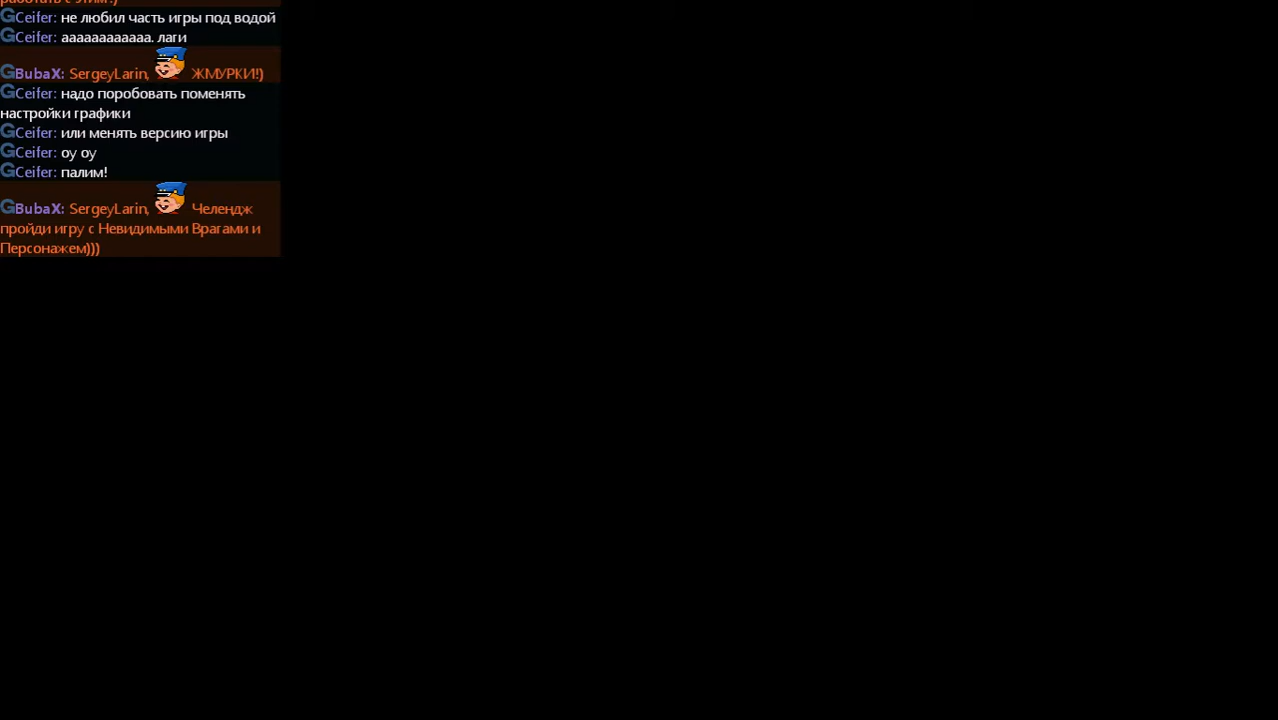 Ceifer: не любил часть игры под водой
Ceifer: аааааааааааа. лаги
BubaX: SergeyLarin, ЖМУРКИ!)
Ceifer: надо поробовать поменять
настройки графики
Ceifer: или менять версию игры
Ceifer: оу оу
Ceifer: палим!
BubaX: SergeyLarin, Челендж
пройди игру с Невидимыми Врагами и
Персонажем)))